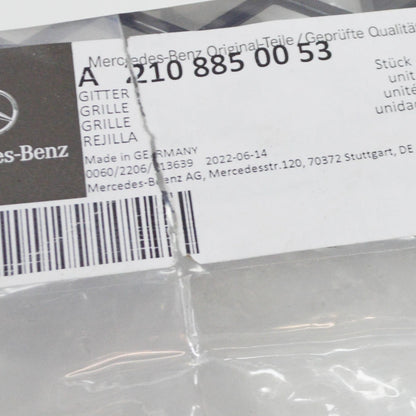 Mercedes-Benz Original-Teile / Geprüfte Qualitä
A 210 885 00 53
GITTER
GRILLE
GRILLE
REJILLA
Stück
unit
unité
unidad
es-Benz
Made in GERMANY
0060/2206/ 13639 2022-06-14
Mercedes-Benz AG, Mercedesstr.120, 70372 Stuttgart, DE